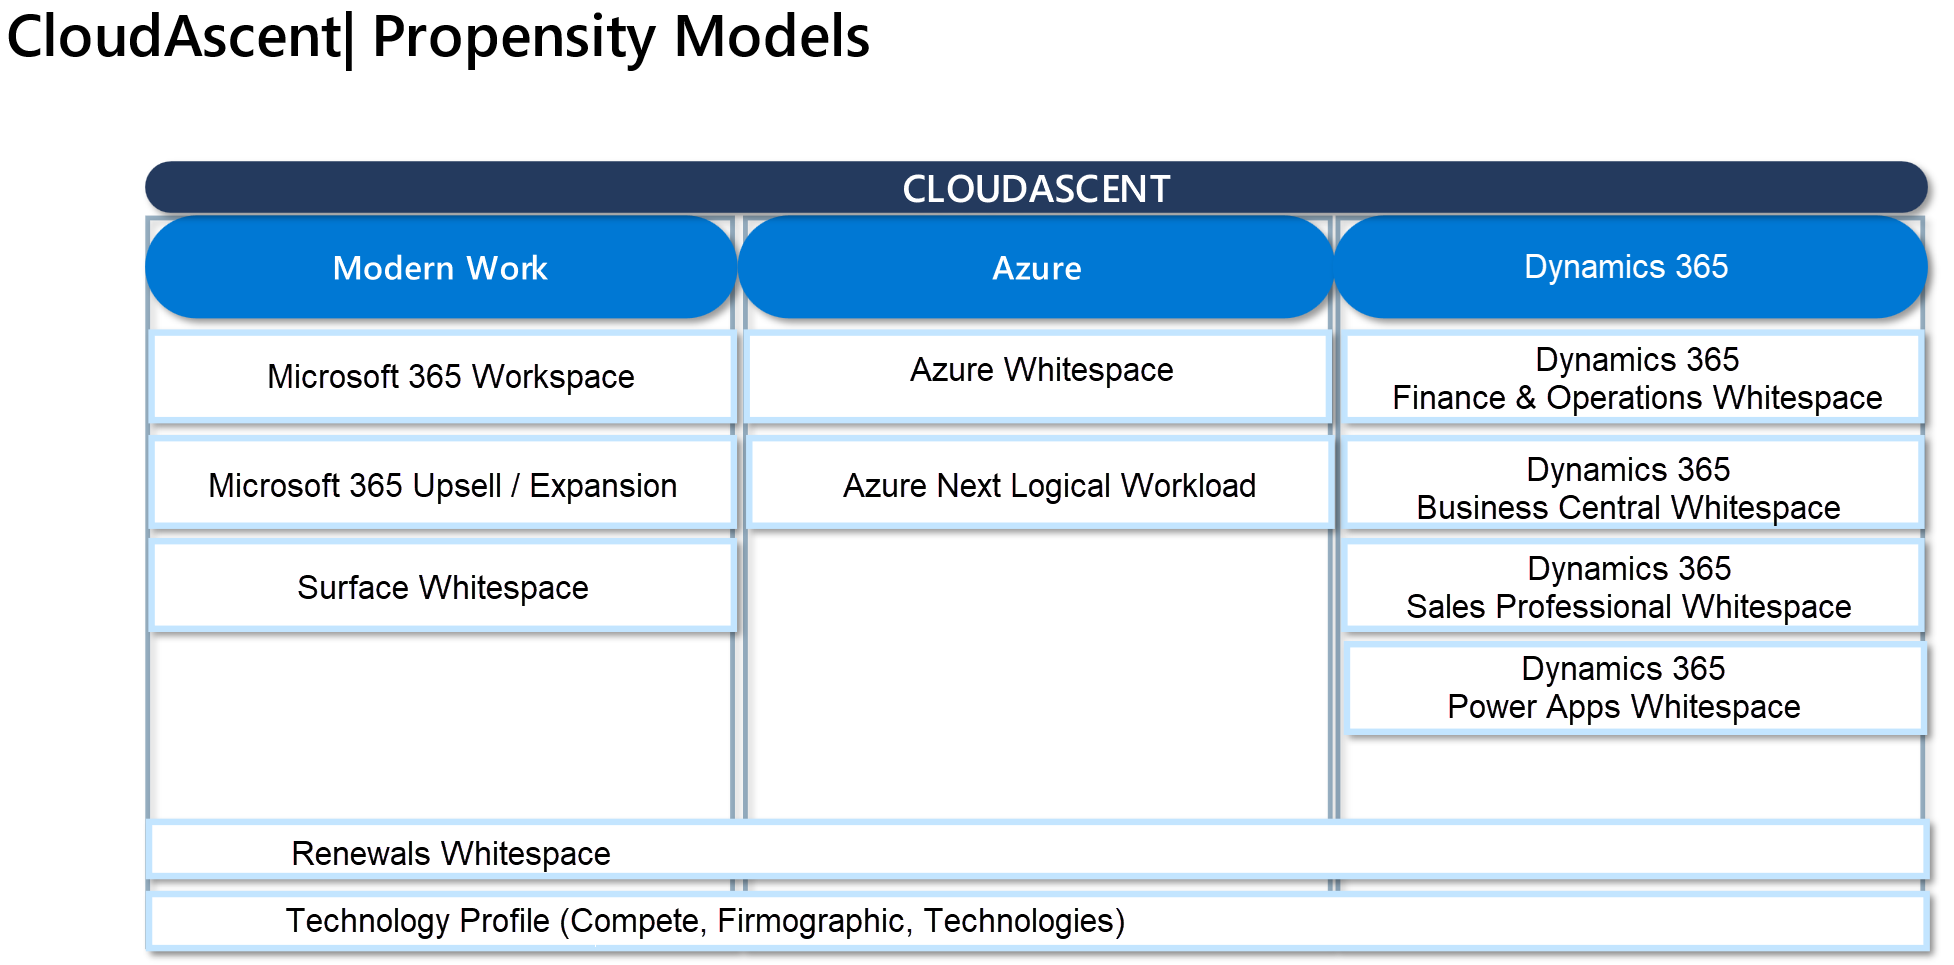 CloudAscent| Propensity Models
CLOUDASCENT
Modern Work
Microsoft 365 Workspace
Microsoft 365 Upsell / Expansion
Surface Whitespace
Azure
Azure Whitespace
Azure Next Logical Workload
Dynamics 365
Dynamics 365
Finance & Operations Whitespace
Dynamics 365
Business Central Whitespace
Dynamics 365
Sales Professional Whitespace
Dynamics 365
Power Apps Whitespace
Renewals Whitespace
Technology Profile (Compete, Firmographic, Technologies)